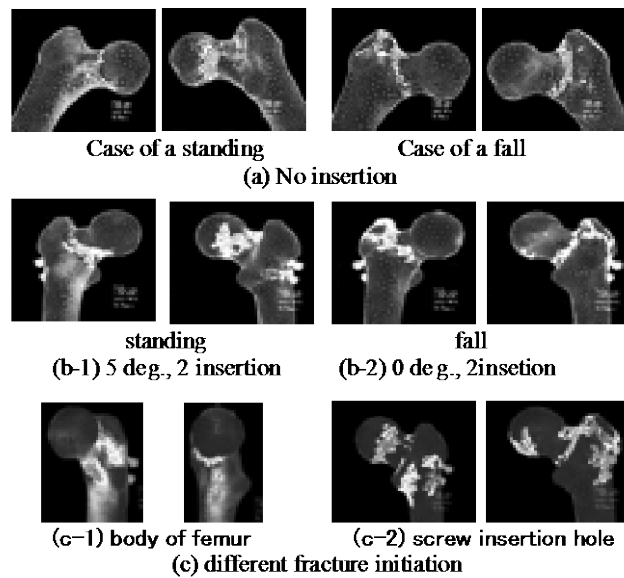 Case of a standing Case of a fall
(a) No insertion
standing fall
(b-1) 5 deg., 2 insertion (b-2) 0 deg., 2insetion
(c-1) body of femur (c-2) screw insertion hole
(c) different fracture initiation